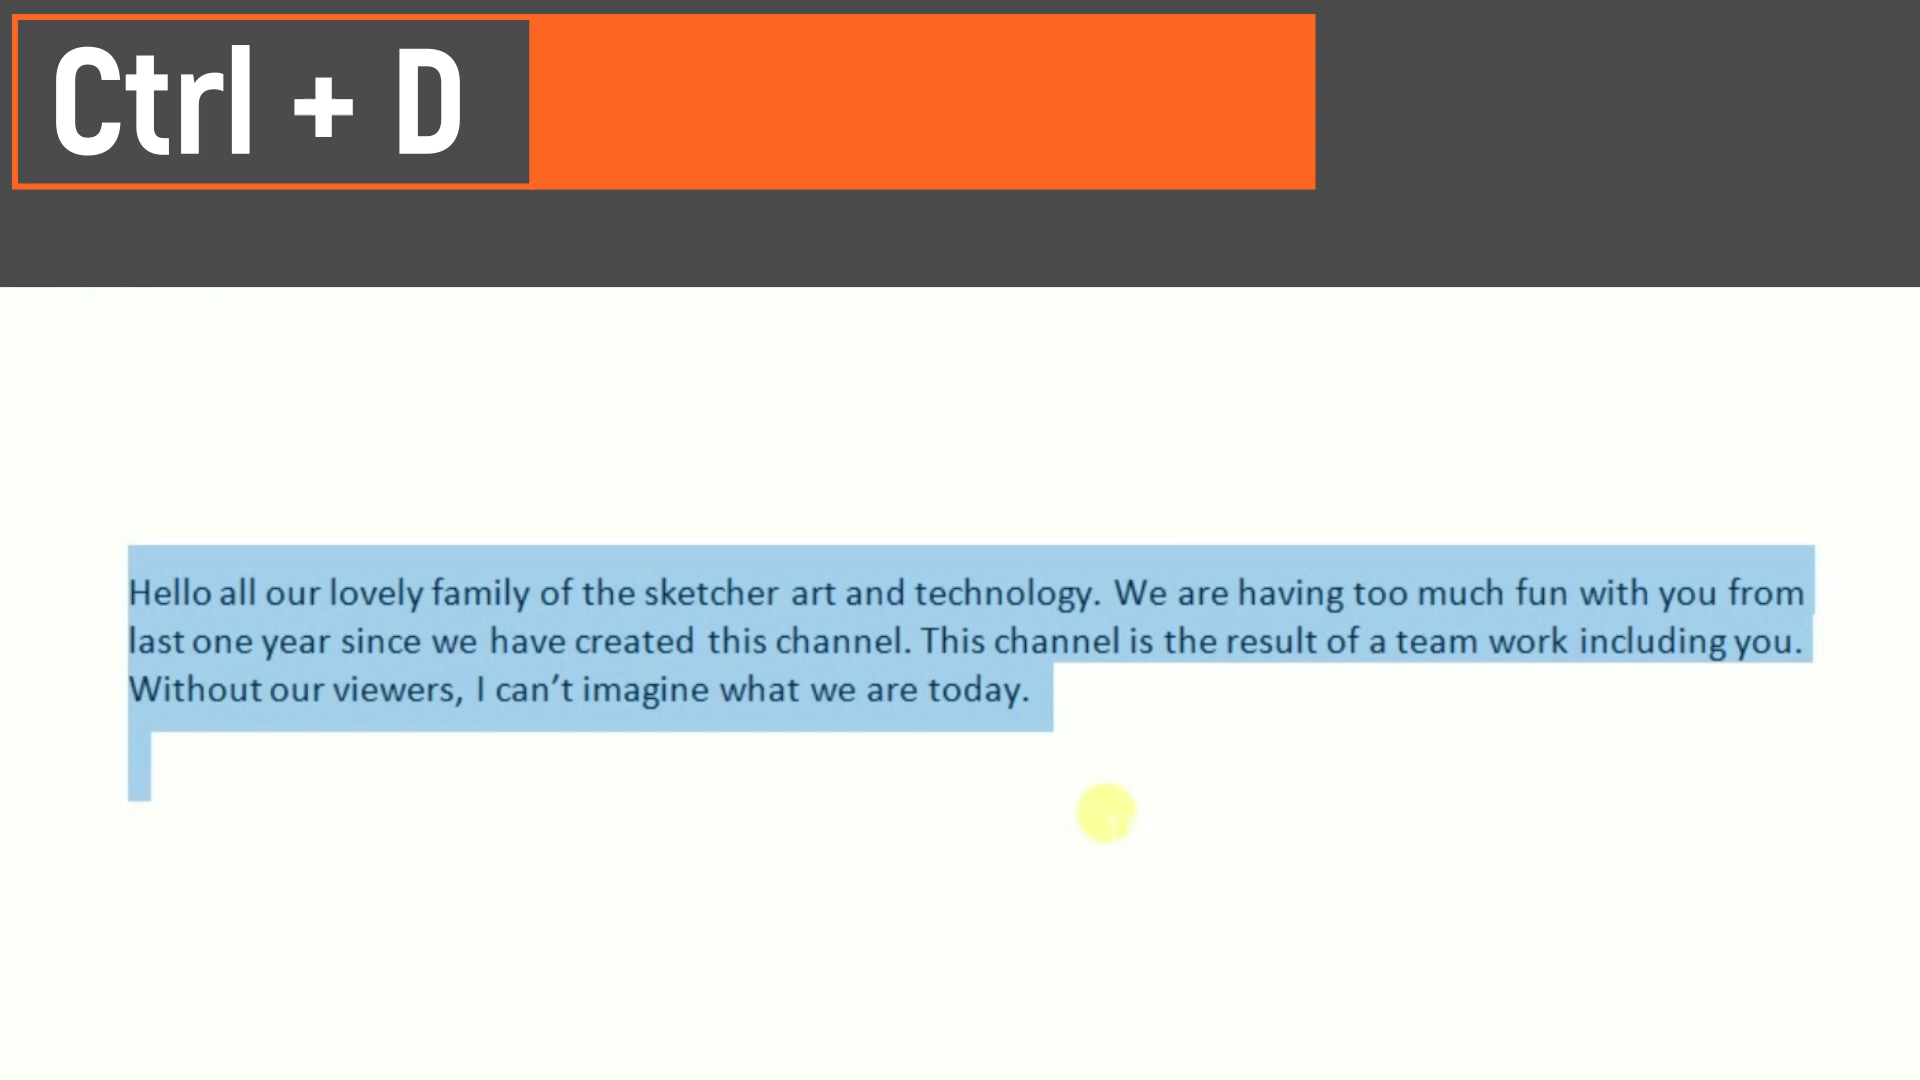 Ctrl + D
Hello all our lovely family of the sketcher art and technology. We are having too much fun with you from
last one year since we have created this channel. This channel is the result of a team work including you.
Without our viewers, I can’t imagine what we are today.